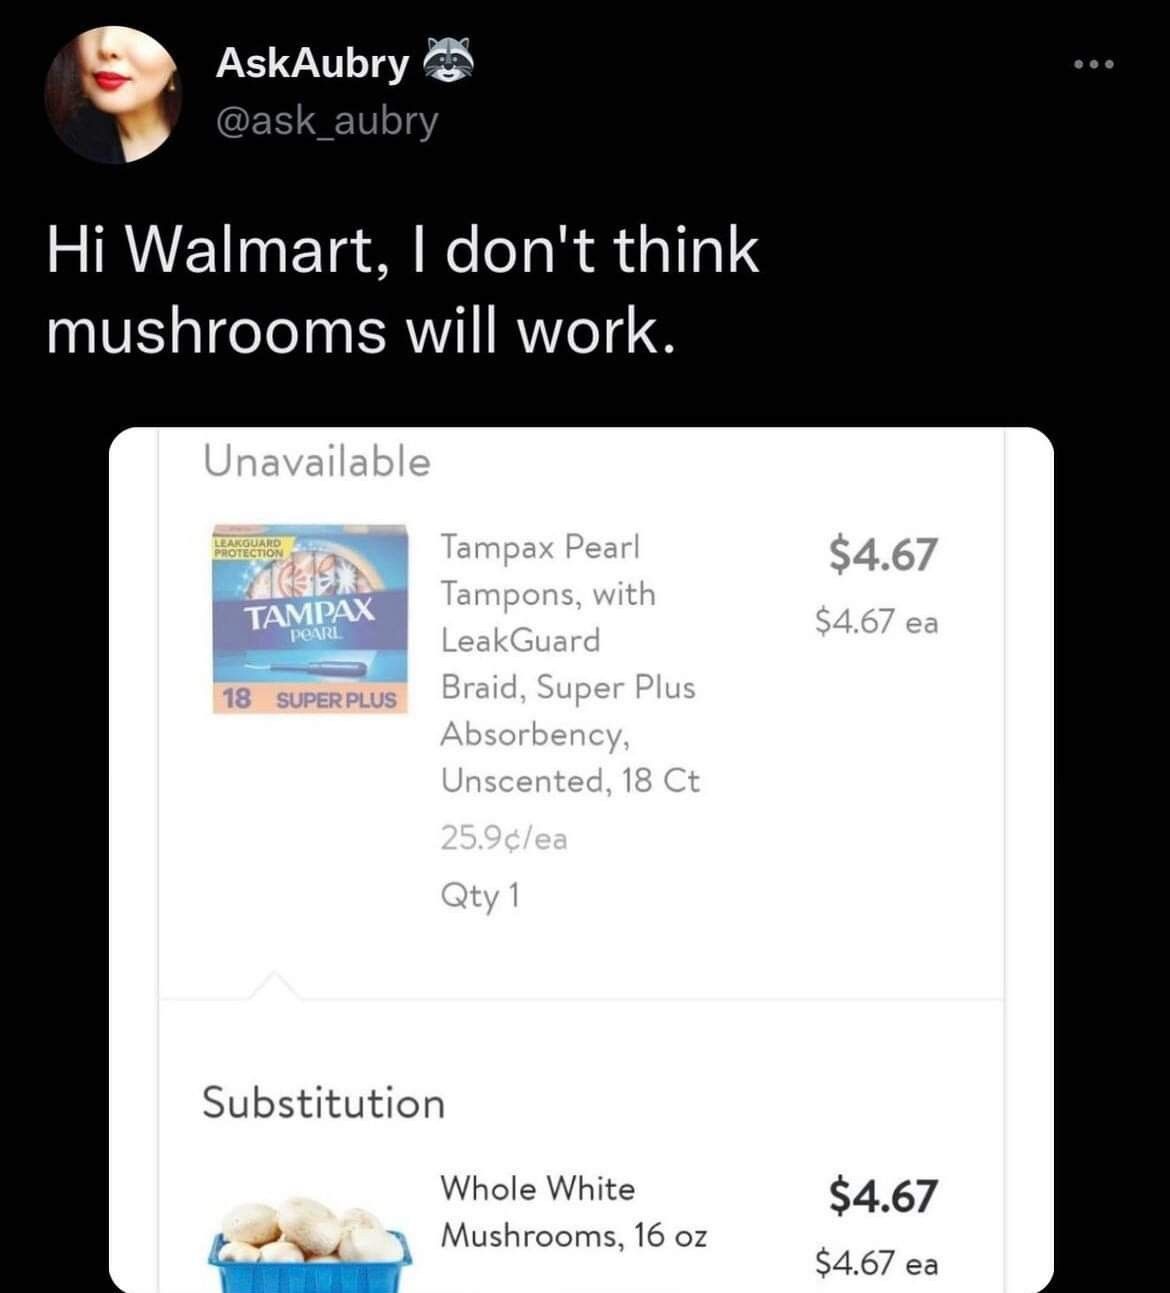 AskAubry 🦝
@ask_aubry
Hi Walmart, I don't think
mushrooms will work.
Unavailable
LEAKGUARD
PROTECTION
TAMPAX
PEARL
18 SUPER PLUS
Tampax Pearl
Tampons, with
LeakGuard
Braid, Super Plus
Absorbency,
Unscented, 18 Ct
25.9¢/ea
Qty 1
$4.67
$4.67 ea
Substitution
Whole White
Mushrooms, 16 oz
$4.67
$4.67 ea